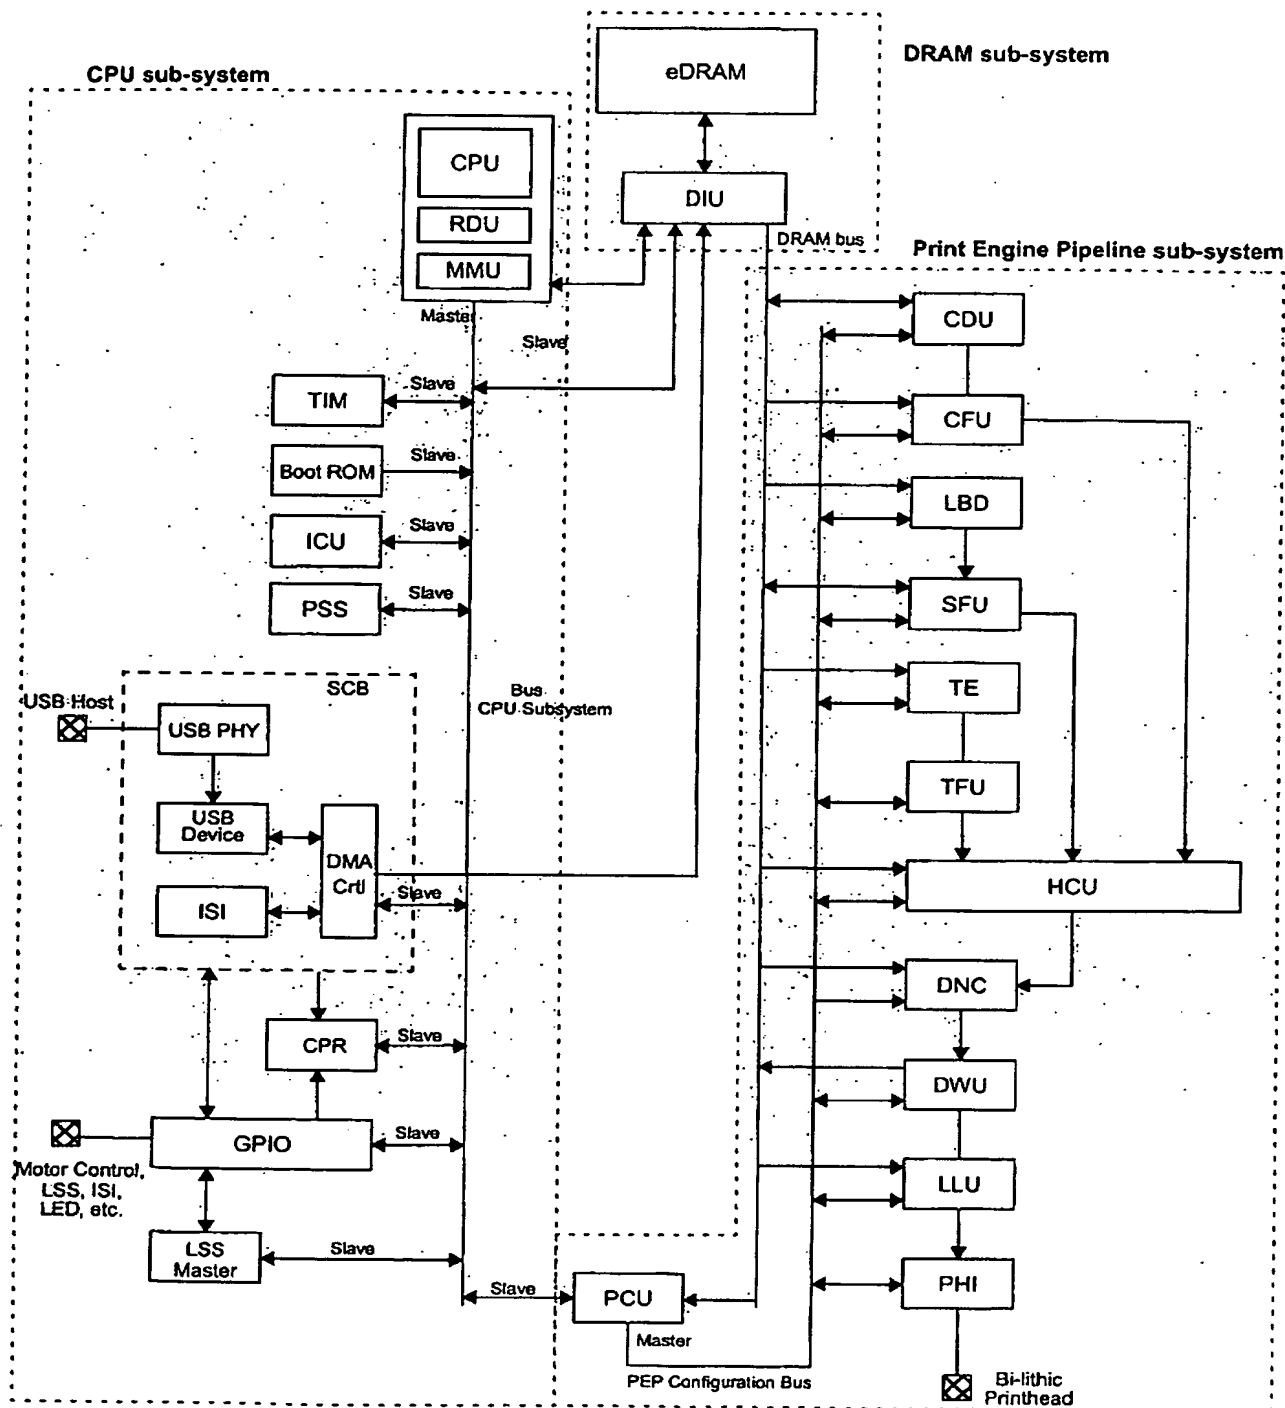 CPU sub-system
DRAM sub-system
eDRAM
DIU
DRAM bus
CPU
RDU
MMU
Master
Slave
Print Engine Pipeline sub-system
TIM
Slave
Boot ROM
Slave
ICU
Slave
PSS
Slave
SCB
USB Host
USB PHY
USB
Device
ISI
DMA
Crtl
Slave
Bus
CPU Subsystem
CPR
Slave
GPIO
Slave
Motor Control,
LSS, ISI,
LED, etc.
LSS
Master
Slave
Slave
PCU
Master
PEP Configuration Bus
CDU
CFU
LBD
SFU
TE
TFU
HCU
DNC
DWU
LLU
PHI
Bi-lithic
Printhead